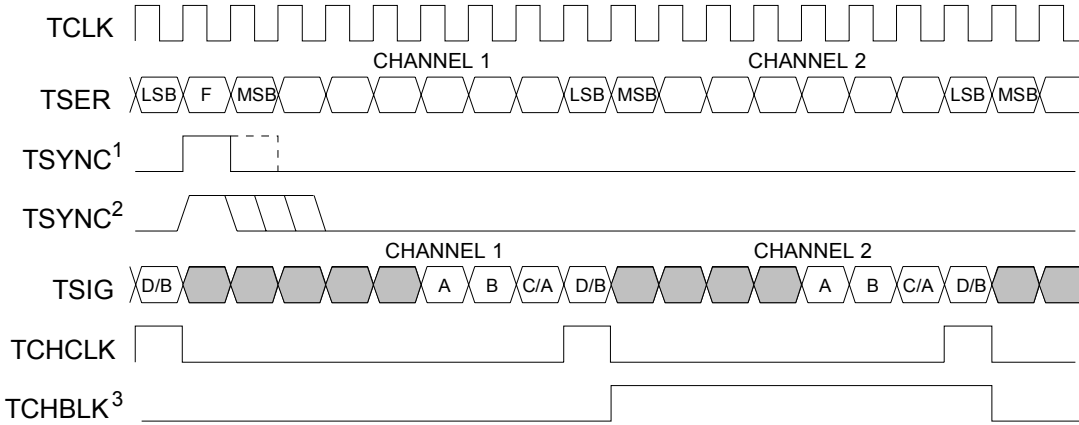 TCLK
CHANNEL 1 CHANNEL 2
TSER LSB F MSB LSB MSB LSB MSB
TSYNC¹
TSYNC²
CHANNEL 1 CHANNEL 2
TSIG D/B A B C/A D/B A B C/A D/B
TCHCLK
TCHBLK³